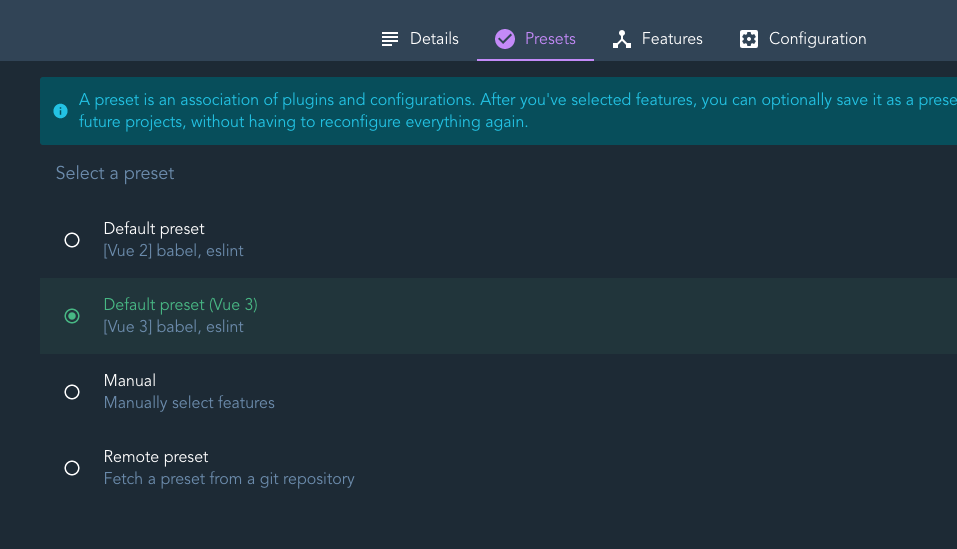 Details
Presets
Features
Configuration
A preset is an association of plugins and configurations. After you've selected features, you can optionally save it as a prese
future projects, without having to reconfigure everything again.
Select a preset
Default preset
[Vue 2] babel, eslint
Default preset (Vue 3)
[Vue 3] babel, eslint
Manual
Manually select features
Remote preset
Fetch a preset from a git repository